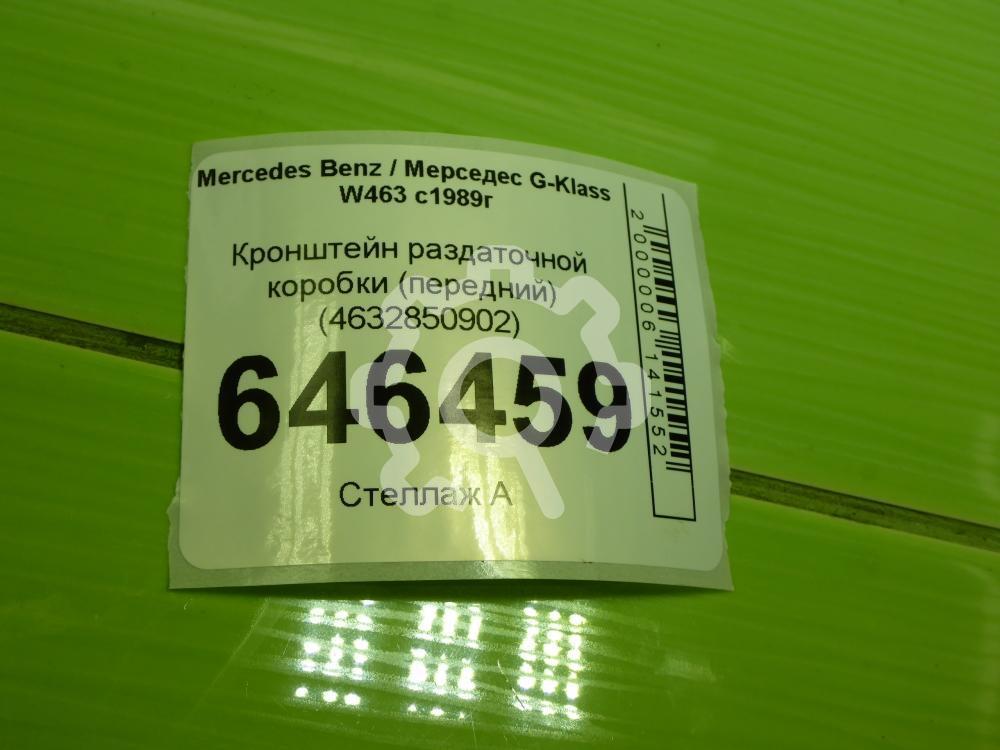 Mercedes Benz / Мерседес G-Klass
W463 с1989г
Кронштейн раздаточной
коробки (передний)
(4632850902)
646459
Стеллаж А
2000006141552